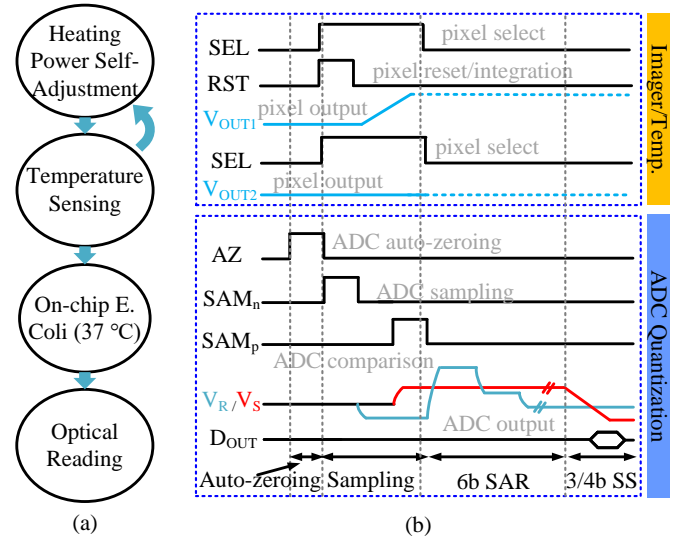 Heating
Power Self-
Adjustment
Temperature
Sensing
On-chip E.
Coli (37 °C)
Optical
Reading
(a)
SEL
pixel select
RST
pixel reset/integration
pixel output
VOUT1
SEL
pixel select
pixel output
VOUT2
Imager/Temp.
AZ
ADC auto-zeroing
SAMn
ADC sampling
SAMp
ADC comparison
VR/VS
ADC output
DOUT
Auto-zeroing
Sampling
6b SAR
3/4b SS
ADC Quantization
(b)